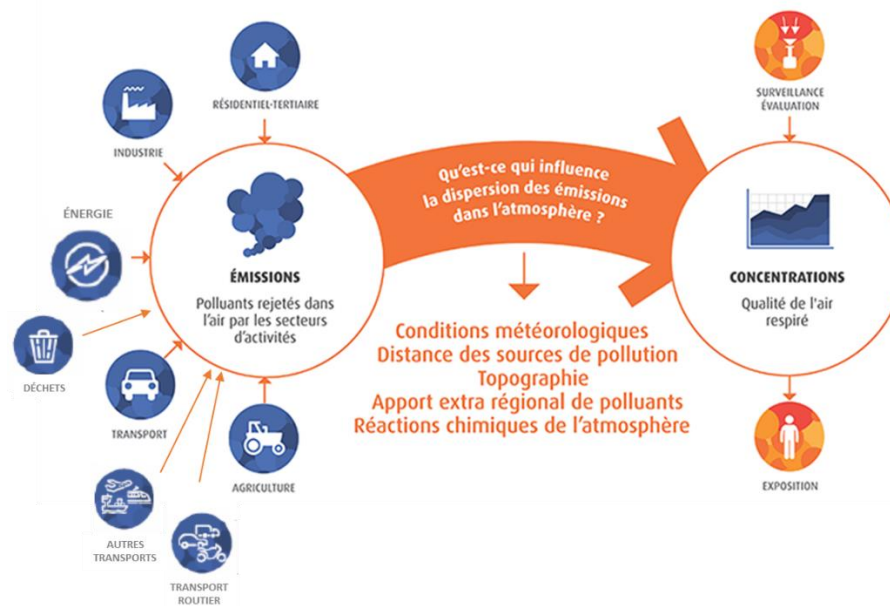 RÉSIDENTIEL-TERTIAIRE
INDUSTRIE
ÉNERGIE
DÉCHETS
TRANSPORT
AUTRES
TRANSPORTS
TRANSPORT
ROUTIER
AGRICULTURE
ÉMISSIONS
Polluants rejetés dans
l'air par les secteurs
d'activités
Qu'est-ce qui influence
la dispersion des émissions
dans l'atmosphère ?
Conditions météorologiques
Distance des sources de pollution
Topographie
Apport extra régional de polluants
Réactions chimiques de l'atmosphère
SURVEILLANCE
ÉVALUATION
CONCENTRATIONS
Qualité de l'air
respiré
EXPOSITION